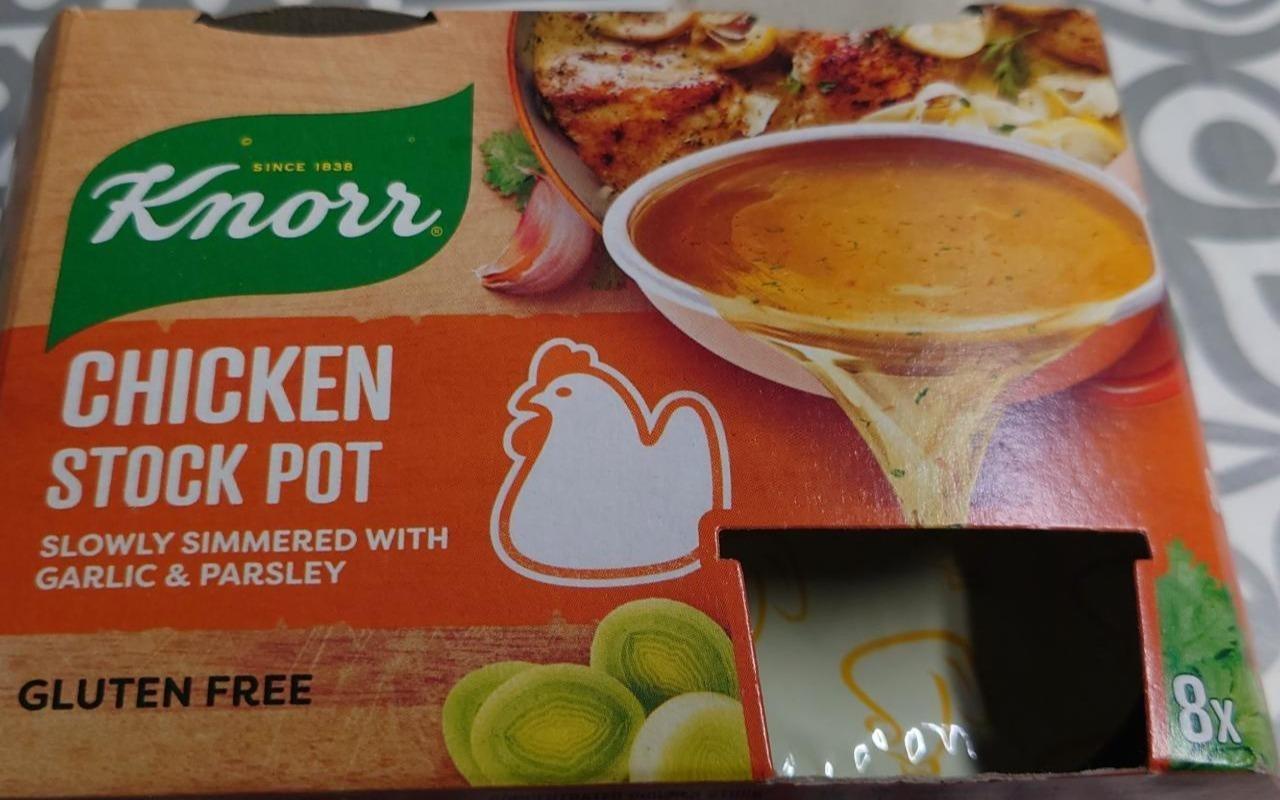 SINCE 1838
Knorr®
CHICKEN
STOCK POT
SLOWLY SIMMERED WITH
GARLIC & PARSLEY
GLUTEN FREE
8x